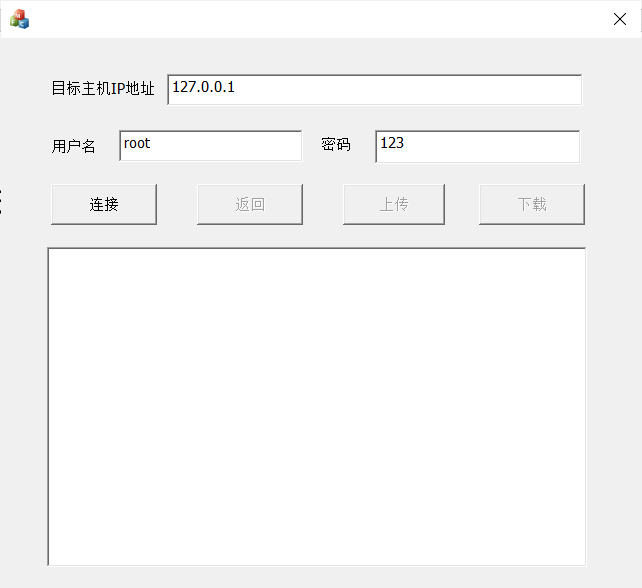 目标主机IP地址 127.0.0.1
用户名 root 密码 123
连接 返回 上传 下载